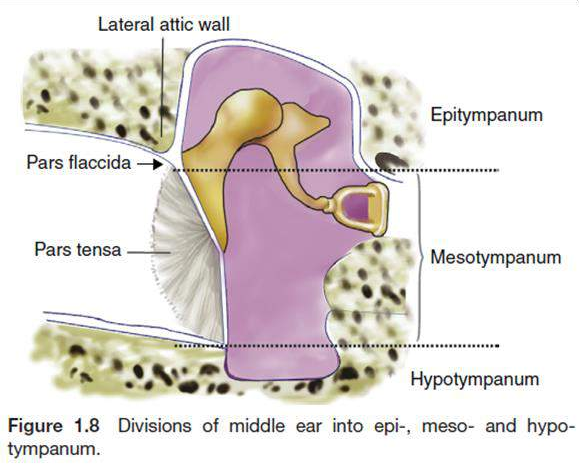 Lateral attic wall
Epitympanum
Pars flaccida
Pars tensa
Mesotympanum
Hypotympanum
Figure 1.8 Divisions of middle ear into epi-, meso- and hypo-
tympanum.